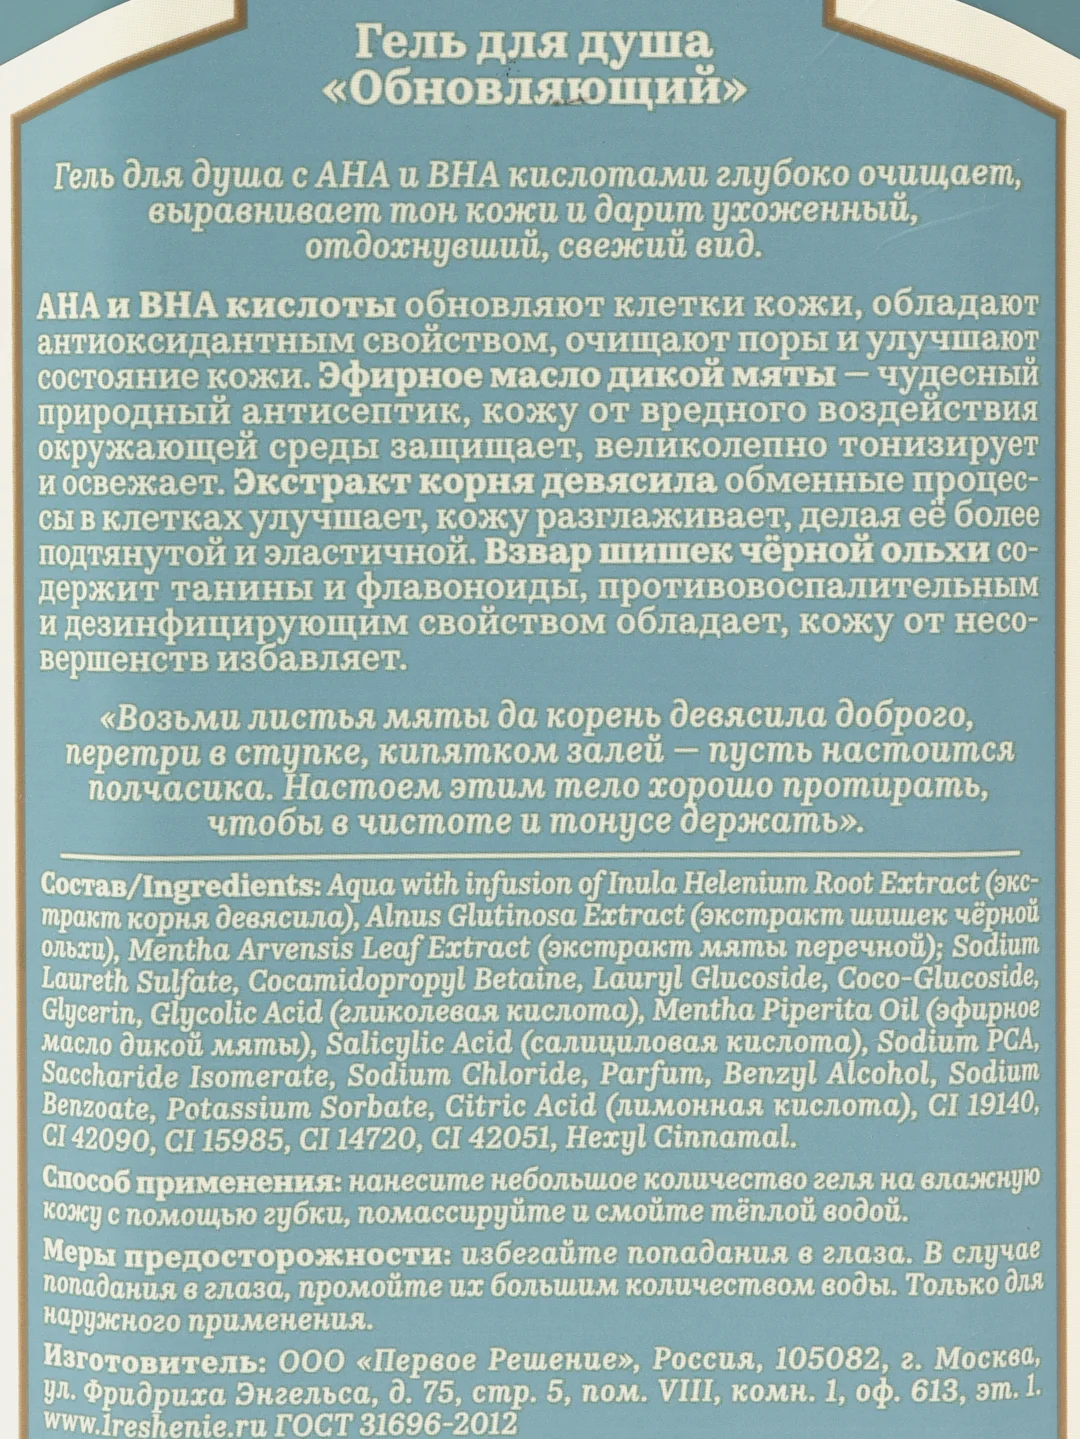 Гель для душа
«Обновляющий»
Гель для душа с АНА и ВНА кислотами глубоко очищает,
выравнивает тон кожи и дарит ухоженный,
отдохнувший, свежий вид.
АНА и ВНА кислоты обновляют клетки кожи, обладают
антиоксидантным свойством, очищают поры и улучшают
состояние кожи. Эфирное масло дикой мяты – чудесный
природный антисептик, кожу от вредного воздействия
окружающей среды защищает, великолепно тонизирует
и освежает. Экстракт корня девясила обменные процес-
сы в клетках улучшает, кожу разглаживает, делая её более
подтянутой и эластичной. Взвар шишек чёрной ольхи со-
держит танины и флавоноиды, противовоспалительным
и дезинфицирующим свойством обладает, кожу от несо-
вершенств избавляет.
«Возьми листья мяты да корень девясила доброго,
перетри в ступке, кипятком залей – пусть настоится
полчасика. Настоем этим тело хорошо протирать,
чтобы в чистоте и тонусе держать».
Состав/Ingredients: Aqua with infusion of Inula Helenium Root Extract (экс-
тракт корня девясила), Alnus Glutinosa Extract (экстракт шишек чёрной
ольхи), Mentha Arvensis Leaf Extract (экстракт мяты перечной); Sodium
Laureth Sulfate, Cocamidopropyl Betaine, Lauryl Glucoside, Coco-Glucoside,
Glycerin, Glycolic Acid (гликолевая кислота), Mentha Piperita Oil (эфирное
масло дикой мяты), Salicylic Acid (салициловая кислота), Sodium PCA,
Saccharide Isomerate, Sodium Chloride, Parfum, Benzyl Alcohol, Sodium
Benzoate, Potassium Sorbate, Citric Acid (лимонная кислота), CI 19140,
CI 42090, CI 15985, CI 14720, CI 42051, Hexyl Cinnamal.
Способ применения: нанесите небольшое количество геля на влажную
кожу с помощью губки, помассируйте и смойте тёплой водой.
Меры предосторожности: избегайте попадания в глаза. В случае
попадания в глаза, промойте их большим количеством воды. Только для
наружного применения.
Изготовитель: ООО «Первое Решение», Россия, 105082, г. Москва,
ул. Фридриха Энгельса, д. 75, стр. 5, пом. VIII, комн. 1, оф. 613, эт. 1.
www.1reshenie.ru ГОСТ 31696-2012